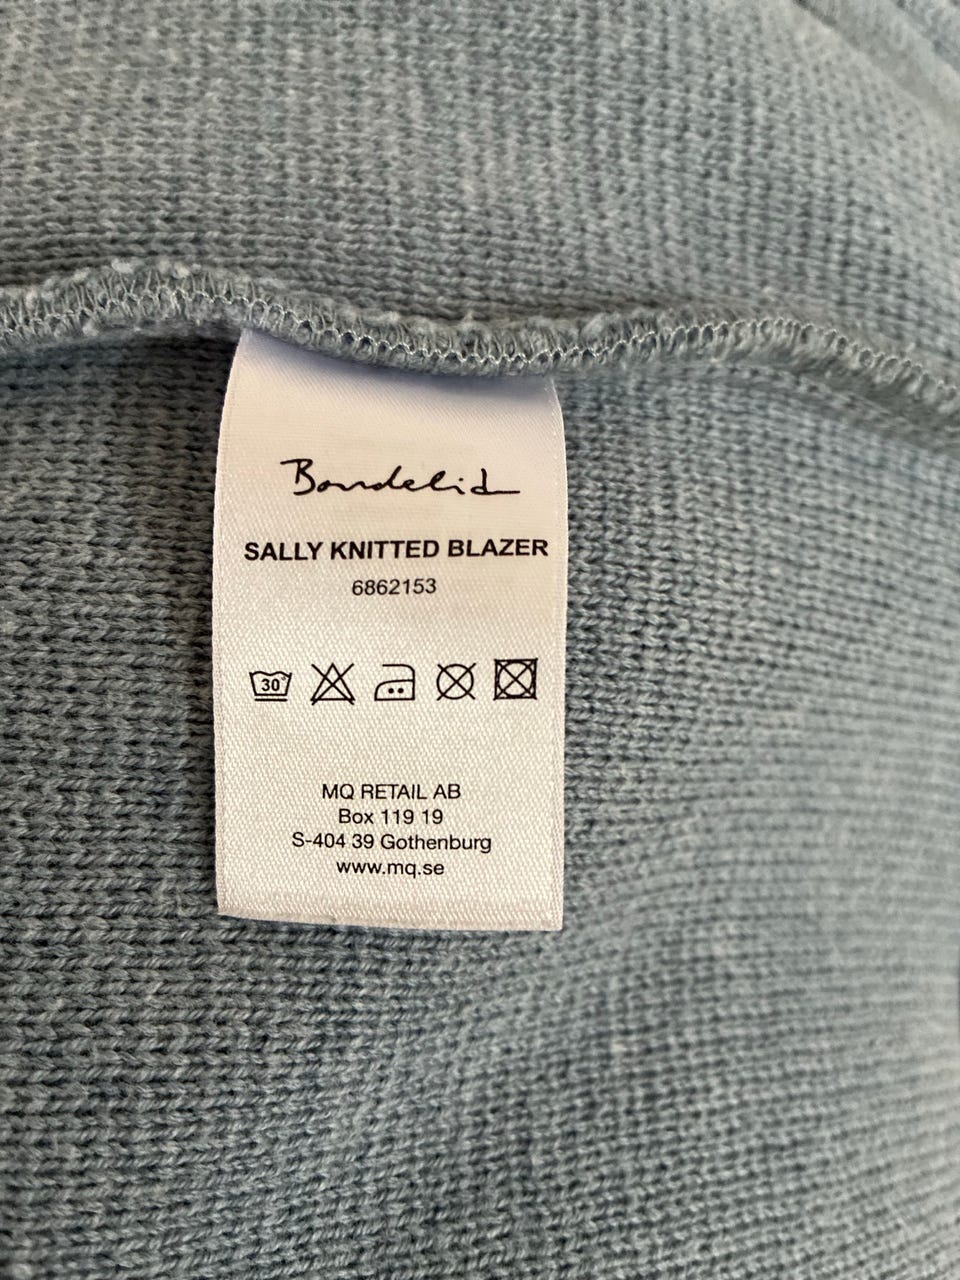 Bondelid
SALLY KNITTED BLAZER
6862153
30°
MQ RETAIL AB
Box 119 19
S-404 39 Gothenburg
www.mq.se